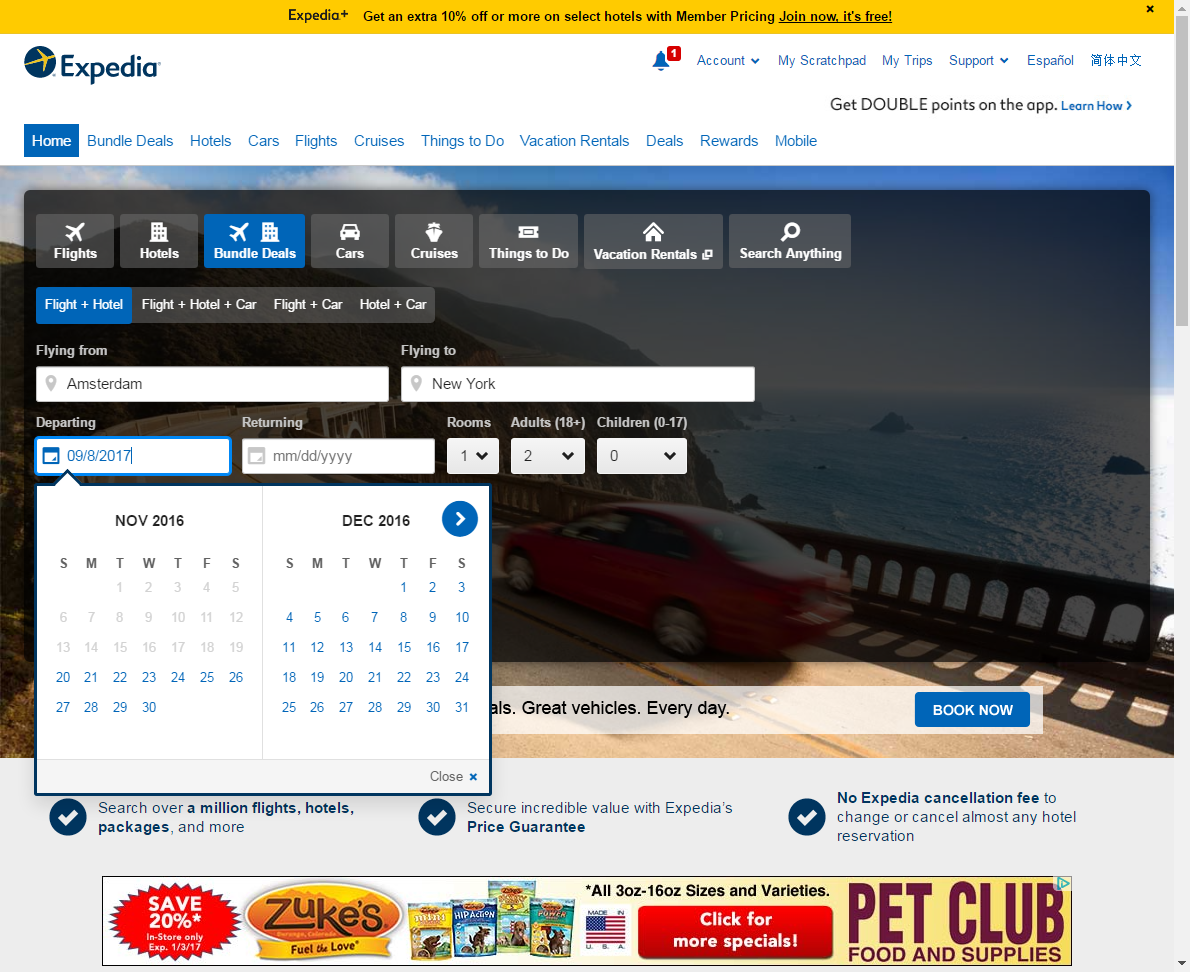 Expedia+ Get an extra 10% off or more on select hotels with Member Pricing Join now, it's free!
Expedia
1
Account My Scratchpad My Trips Support Español 简体中文
Get DOUBLE points on the app. Learn How
Home Bundle Deals Hotels Cars Flights Cruises Things to Do Vacation Rentals Deals Rewards Mobile
Flights Hotels Bundle Deals Cars Cruises Things to Do Vacation Rentals Search Anything
Flight + Hotel Flight + Hotel + Car Flight + Car Hotel + Car
Flying from Flying to
Amsterdam New York
Departing Returning Rooms Adults (18+) Children (0-17)
09/8/2017 mm/dd/yyyy 1 2 0
NOV 2016 DEC 2016
S M T W T F S S M T W T F S
1 2 3 4 5 1 2 3
6 7 8 9 10 11 12 4 5 6 7 8 9 10
13 14 15 16 17 18 19 11 12 13 14 15 16 17
20 21 22 23 24 25 26 18 19 20 21 22 23 24
27 28 29 30 25 26 27 28 29 30 31
Great vehicles. Every day. BOOK NOW
Close ×
Search over a million flights, hotels,
packages, and more
Secure incredible value with Expedia's
Price Guarantee
No Expedia cancellation fee to
change or cancel almost any hotel
reservation
SAVE
20%*
In-Store only
Exp. 1/3/17
Zuke's
Durango, Colorado
Fuel the Love
mini
HIP ACTION
POWER
*All 3oz-16oz Sizes and Varieties.
MADE IN
U.S.A.
Click for
more specials!
PET CLUB
FOOD AND SUPPLIES